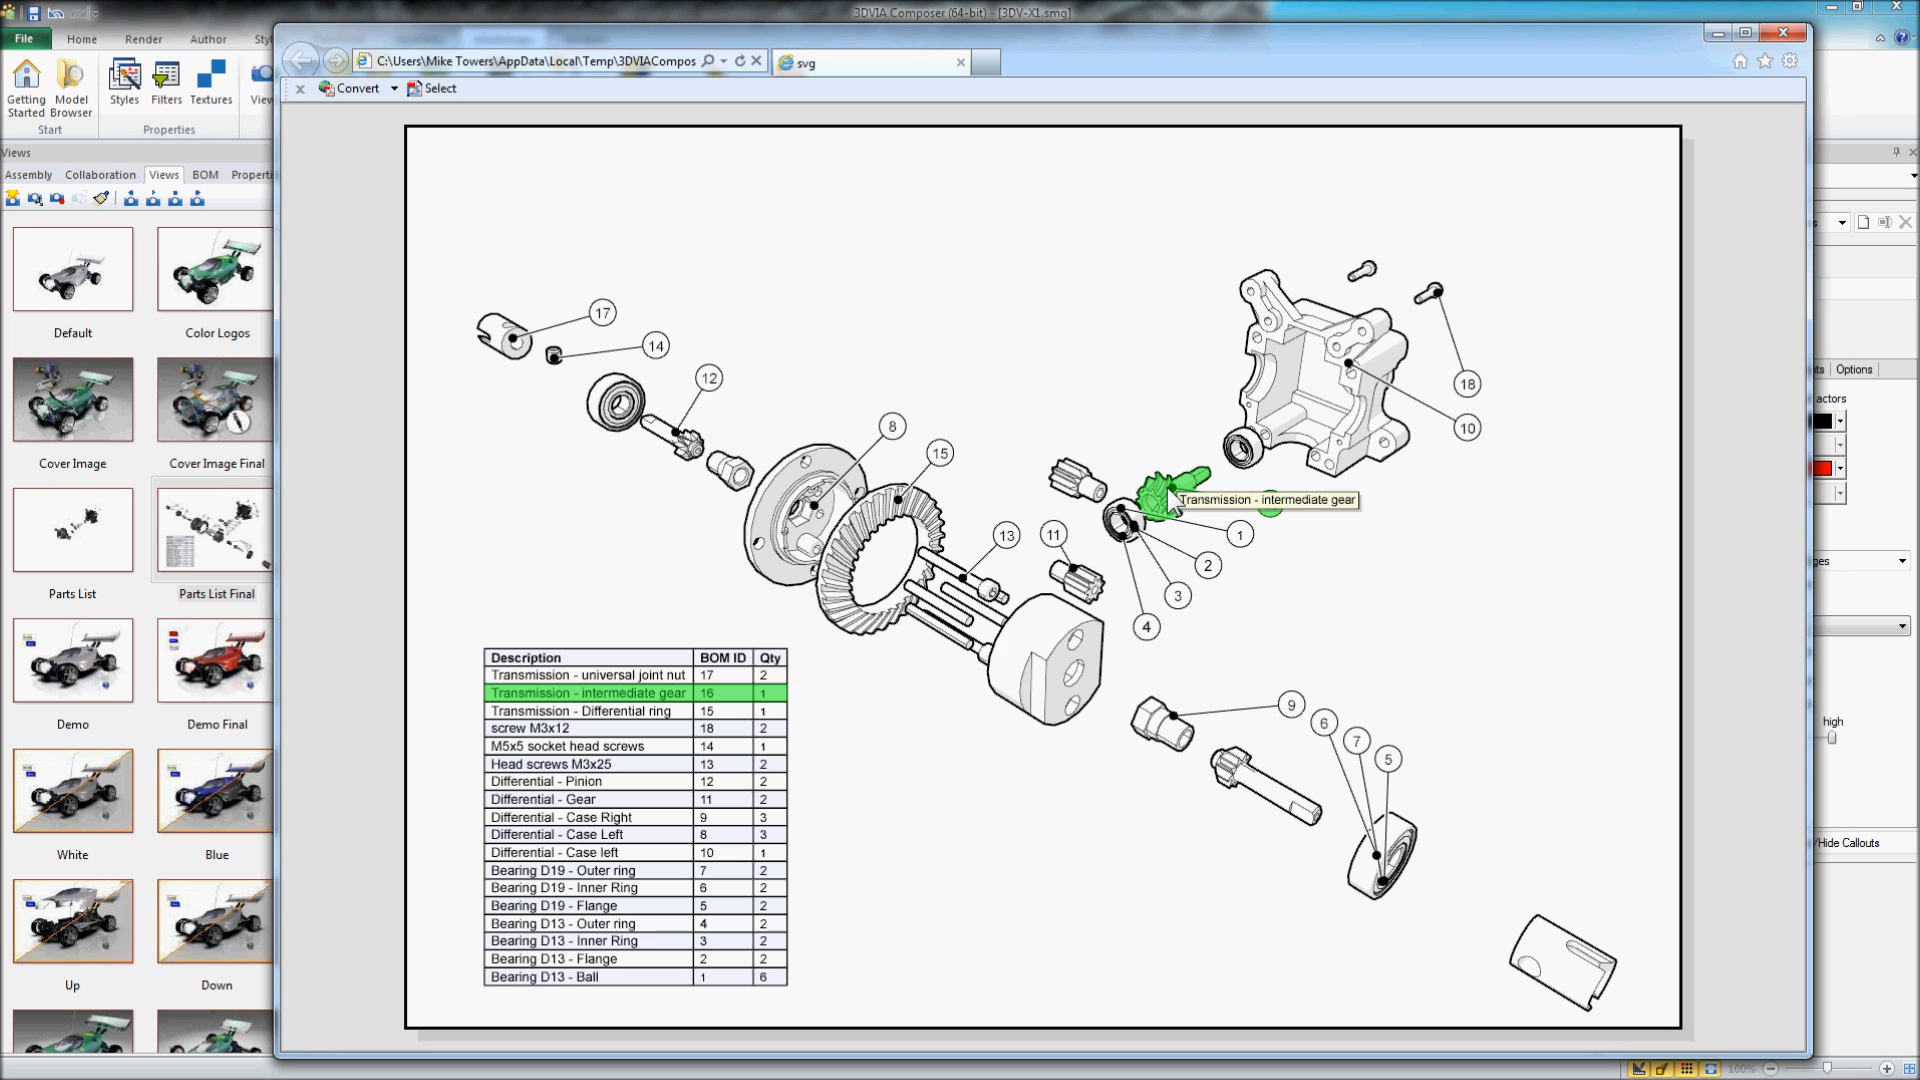 3DVIA Composer (64-bit) - [3DV-X1.smg]
File Home Render Author
C:\Users\Mike Towers\AppData\Local\Temp\3DVIACompos
svg
Convert Select
Getting Started
Model Browser
Styles Filters Textures
Start Properties
Views
Assembly Collaboration Views BOM
Default Color Logos
Cover Image Cover Image Final
Parts List Parts List Final
Demo Demo Final
White Blue
Up Down
17
14
12
8
15
13
11
18
10
Transmission - intermediate gear
1
2
3
4
9
6
7
5
Description BOM ID Qty
Transmission - universal joint nut 17 2
Transmission - intermediate gear 16 1
Transmission - Differential ring 15 1
screw M3x12 18 2
M5x5 socket head screws 14 1
Head screws M3x25 13 2
Differential - Pinion 12 2
Differential - Gear 11 2
Differential - Case Right 9 3
Differential - Case Left 8 3
Differential - Case left 10 1
Bearing D19 - Outer ring 7 2
Bearing D19 - Inner Ring 6 2
Bearing D19 - Flange 5 2
Bearing D13 - Outer ring 4 2
Bearing D13 - Inner Ring 3 2
Bearing D13 - Flange 2 2
Bearing D13 - Ball 1 6
Options
actors
high
/Hide Callouts
100%